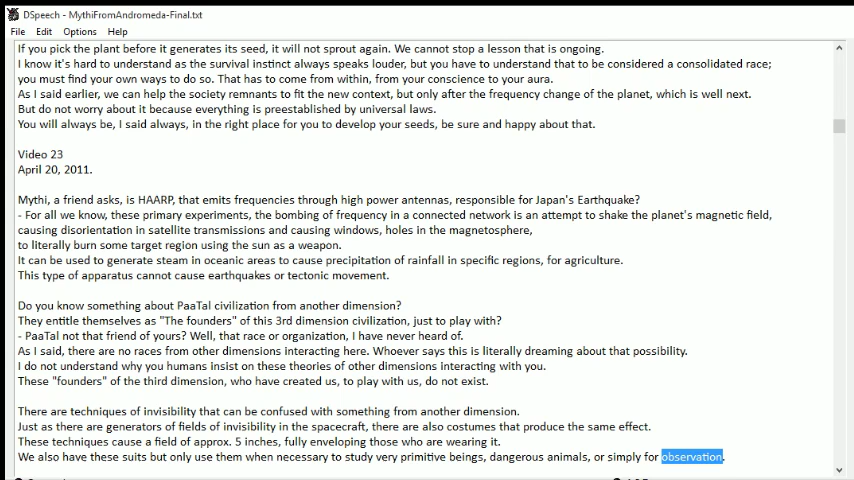 DSpeech - MythiFromAndromeda-Final.txt
File Edit Options Help
If you pick the plant before it generates its seed, it will not sprout again. We cannot stop a lesson that is ongoing.
I know it's hard to understand as the survival instinct always speaks louder, but you have to understand that to be considered a consolidated race;
you must find your own ways to do so. That has to come from within, from your conscience to your aura.
As I said earlier, we can help the society remnants to fit the new context, but only after the frequency change of the planet, which is well next.
But do not worry about it because everything is preestablished by universal laws.
You will always be, I said always, in the right place for you to develop your seeds, be sure and happy about that.
Video 23
April 20, 2011.
Mythi, a friend asks, is HAARP, that emits frequencies through high power antennas, responsible for Japan's Earthquake?
- For all we know, these primary experiments, the bombing of frequency in a connected network is an attempt to shake the planet's magnetic field,
causing disorientation in satellite transmissions and causing windows, holes in the magnetosphere,
to literally burn some target region using the sun as a weapon.
It can be used to generate steam in oceanic areas to cause precipitation of rainfall in specific regions, for agriculture.
This type of apparatus cannot cause earthquakes or tectonic movement.
Do you know something about PaaTal civilization from another dimension?
They entitle themselves as "The founders" of this 3rd dimension civilization, just to play with?
- PaaTal not that friend of yours? Well, that race or organization, I have never heard of.
As I said, there are no races from other dimensions interacting here. Whoever says this is literally dreaming about that possibility.
I do not understand why you humans insist on these theories of other dimensions interacting with you.
These "founders" of the third dimension, who have created us, to play with us, do not exist.
There are techniques of invisibility that can be confused with something from another dimension.
Just as there are generators of fields of invisibility in the spacecraft, there are also costumes that produce the same effect.
These techniques cause a field of approx. 5 inches, fully enveloping those who are wearing it.
We also have these suits but only use them when necessary to study very primitive beings, dangerous animals, or simply for observation.